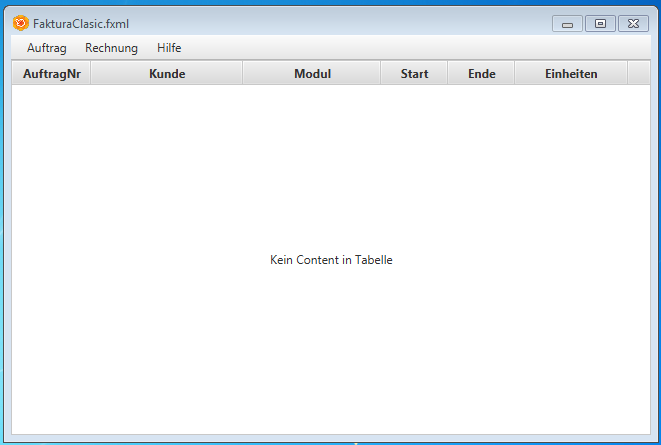 FakturaClasic.fxml
Auftrag Rechnung Hilfe
AuftragNr Kunde Modul Start Ende Einheiten
Kein Content in Tabelle